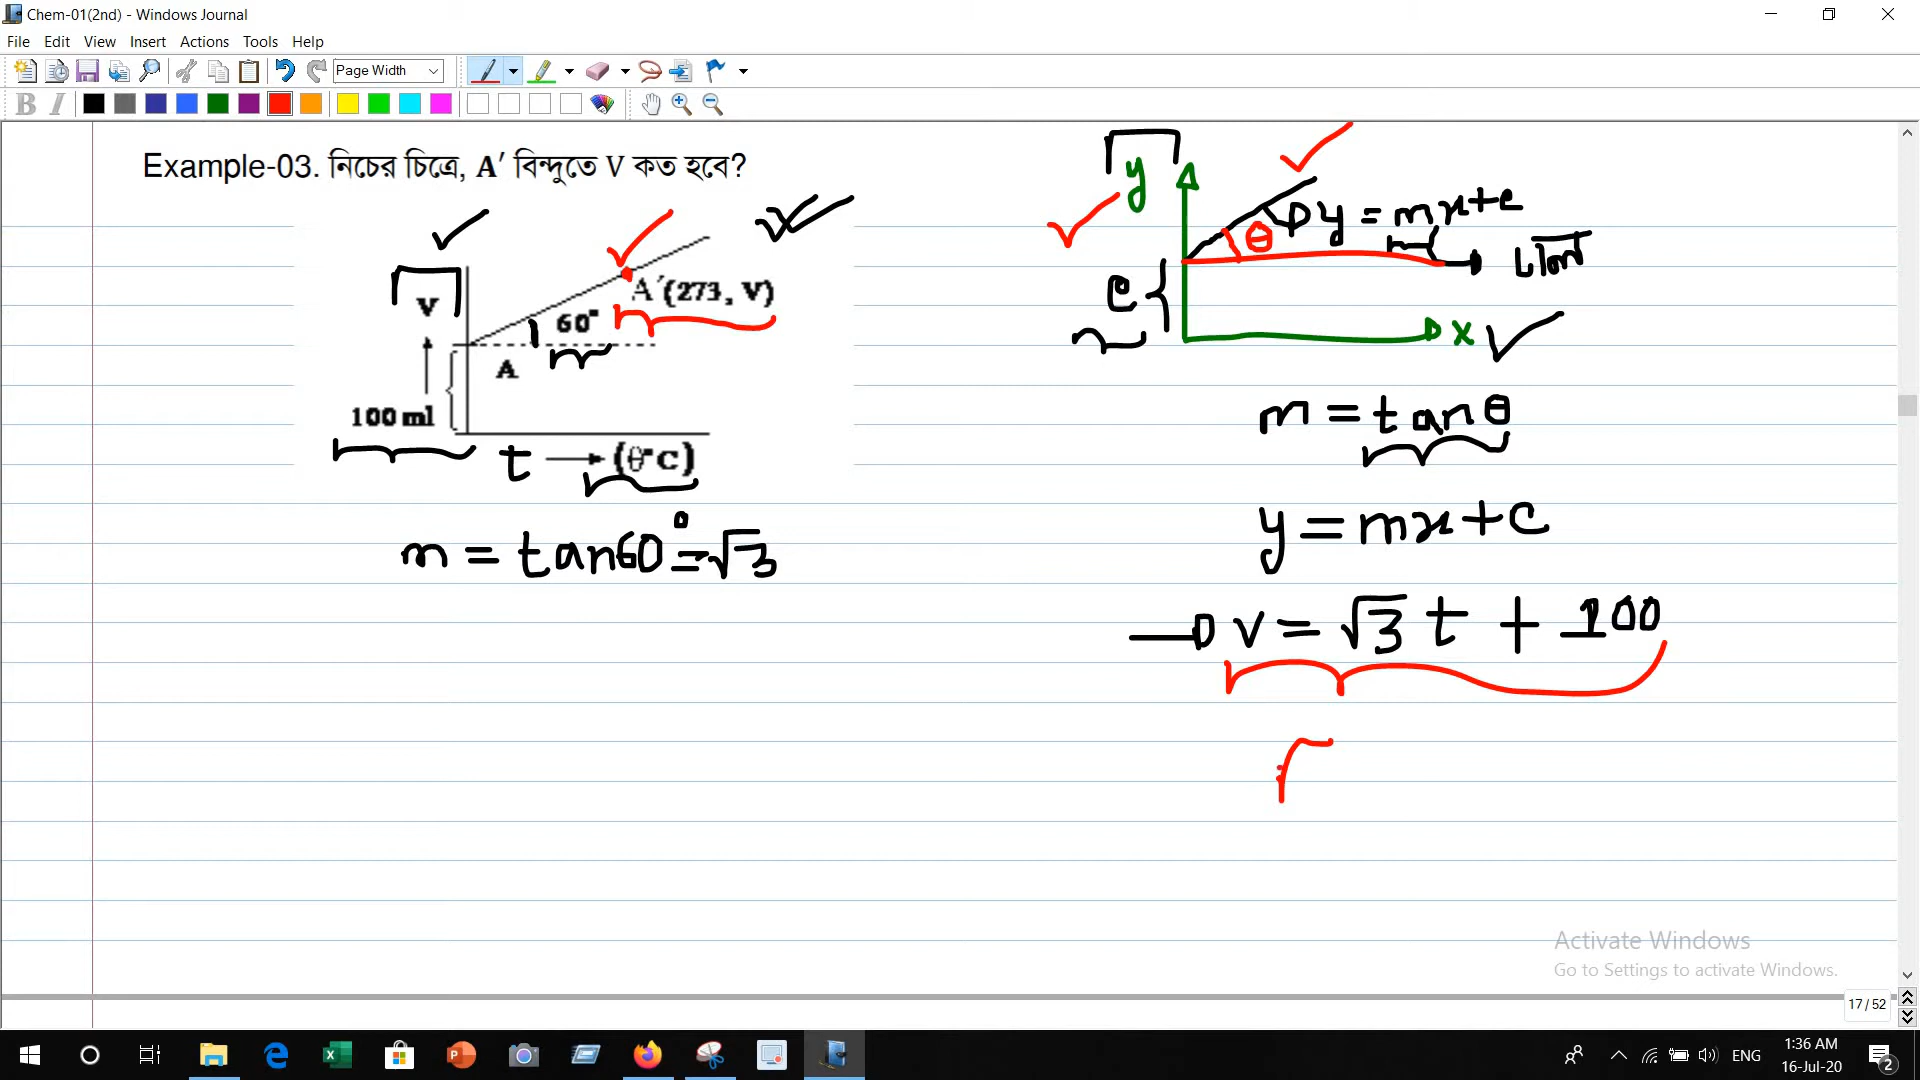 Chem-01(2nd) - Windows Journal
File Edit View Insert Actions Tools Help
Page Width
B I
Example-03. নিচের চিত্রে, A′ বিন্দুতে V কত হবে?
V
A′(273, V)
60°
A
100 ml
t → (θ°C)
m = tan60° = √3
y
θ
y = mx+c
c
x
m = tanθ
y = mx+c
V = √3 t + 100
Activate Windows
Go to Settings to activate Windows.
17 / 52
ENG
1:36 AM
16-Jul-20
2